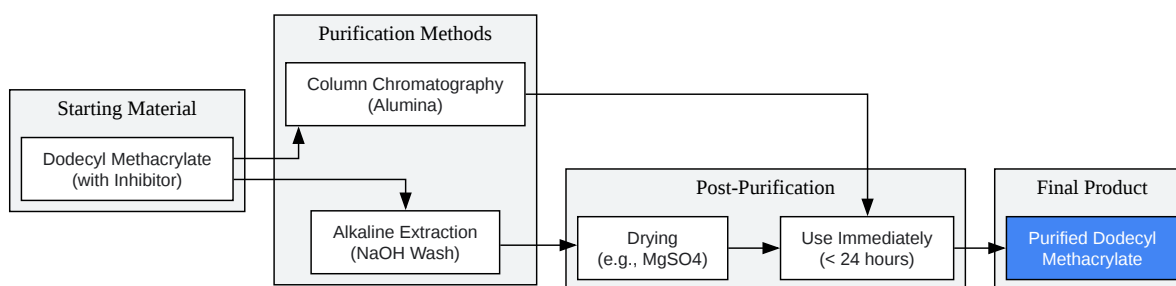 Purification Methods
Column Chromatography
(Alumina)
Starting Material
Dodecyl Methacrylate
(with Inhibitor)
Alkaline Extraction
(NaOH Wash)
Post-Purification
Drying
(e.g., MgSO4)
Use Immediately
(< 24 hours)
Final Product
Purified Dodecyl
Methacrylate